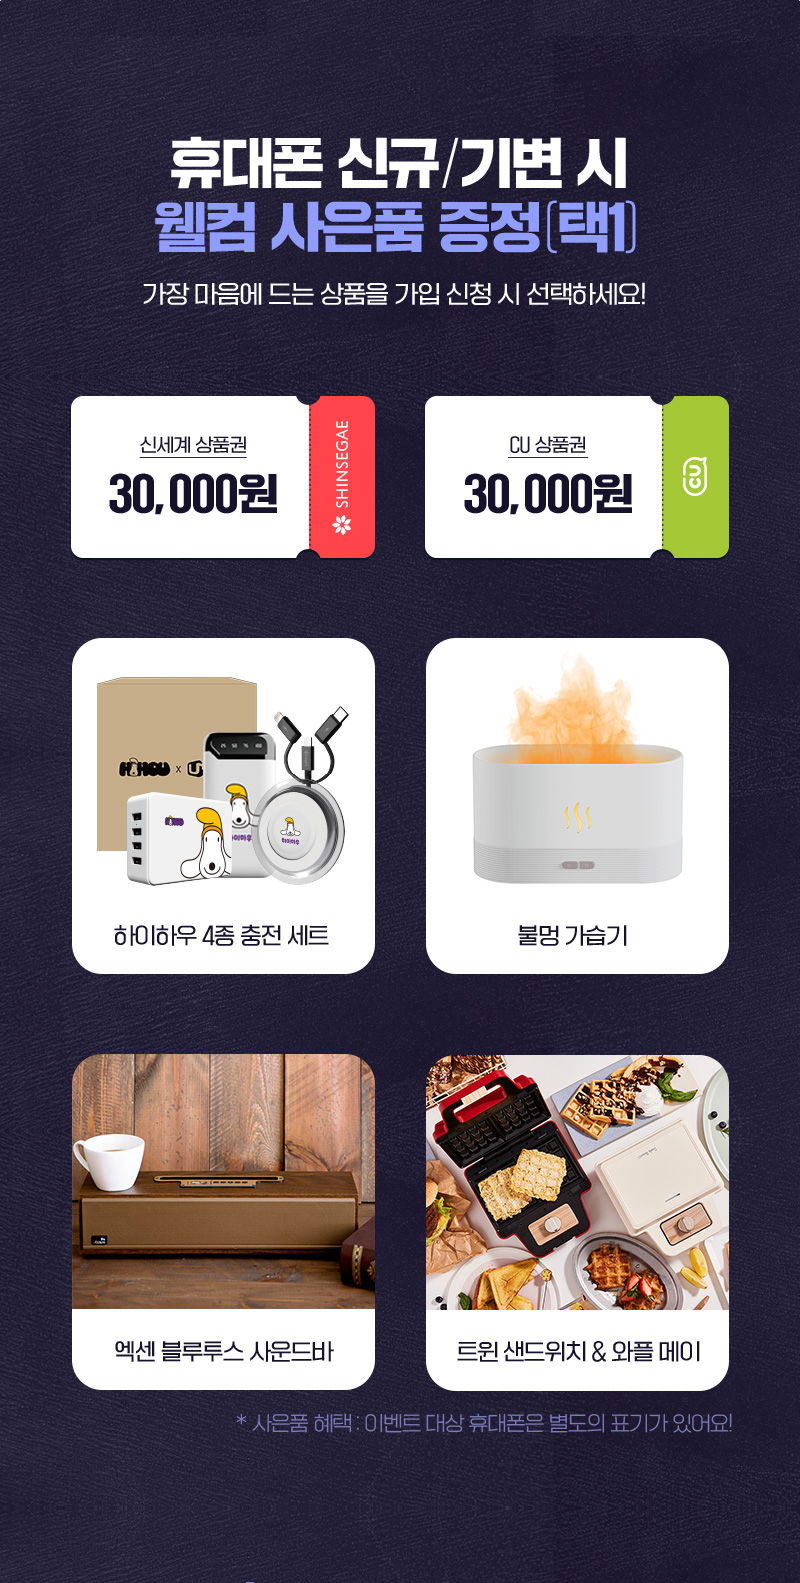 휴대폰 신규/기변 시
웰컴 사은품 증정(택1)
가장 마음에 드는 상품을 가입 신청 시 선택하세요!
신세계 상품권
30,000원
SHINSEGAE
CU 상품권
30,000원
CU
HIHOW x U
하이하우
하이하우 4종 충전 세트
불멍 가습기
엑센 블루투스 사운드바
트윈 샌드위치 & 와플 메이
* 사은품 혜택 : 이벤트 대상 휴대폰은 별도의 표기가 있어요!